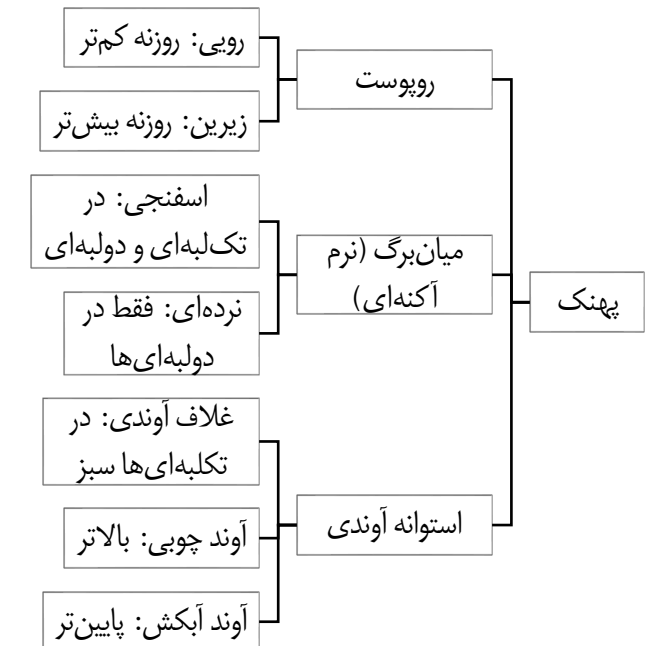 پهنک
روپوست
رویی: روزنه کم‌تر
زیرین: روزنه بیش‌تر
میان‌برگ (نرم
آکنه‌ای)
اسفنجی: در
تک‌لبه‌ای و دولبه‌ای
نرده‌ای: فقط در
دولبه‌ای‌ها
استوانه آوندی
غلاف آوندی: در
تکلبه‌ای‌ها سبز
آوند چوبی: بالاتر
آوند آبکش: پایین‌تر